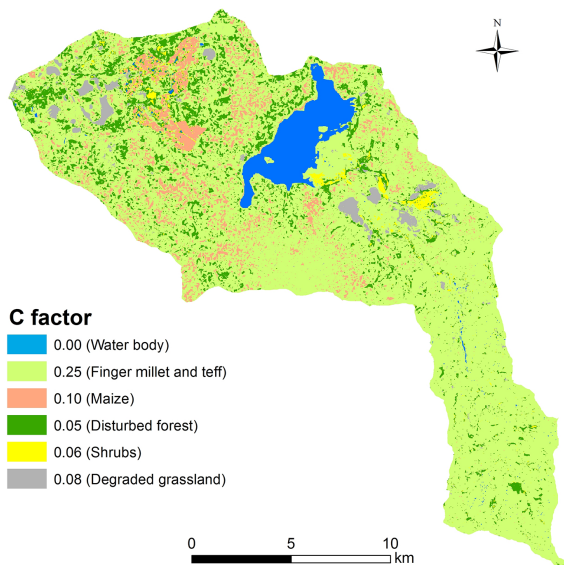 N
C factor
0.00 (Water body)
0.25 (Finger millet and teff)
0.10 (Maize)
0.05 (Disturbed forest)
0.06 (Shrubs)
0.08 (Degraded grassland)
0 5 10
km